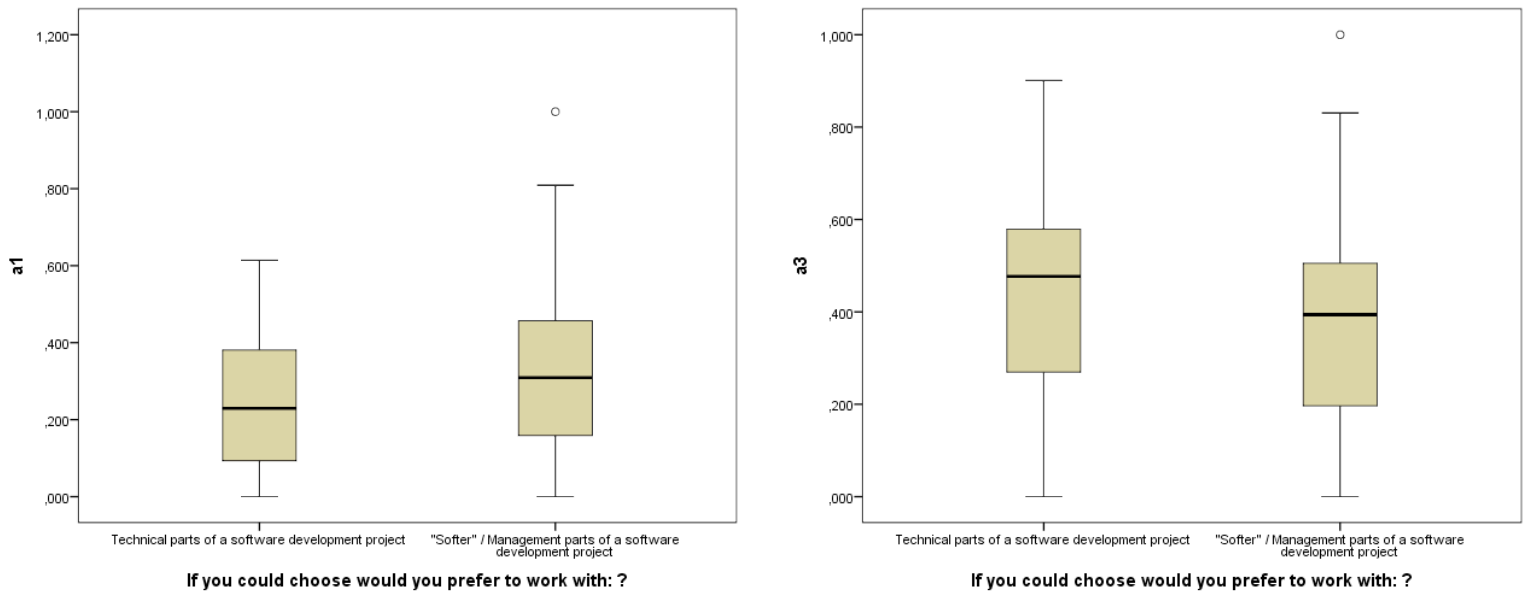 1,200
1,000
,800
,600
,400
,200
,000
a1
Technical parts of a software development project
"Softer" / Management parts of a software
development project
If you could choose would you prefer to work with: ?
1,000
,800
,600
,400
,200
,000
a3
Technical parts of a software development project
"Softer" / Management parts of a software
development project
If you could choose would you prefer to work with: ?